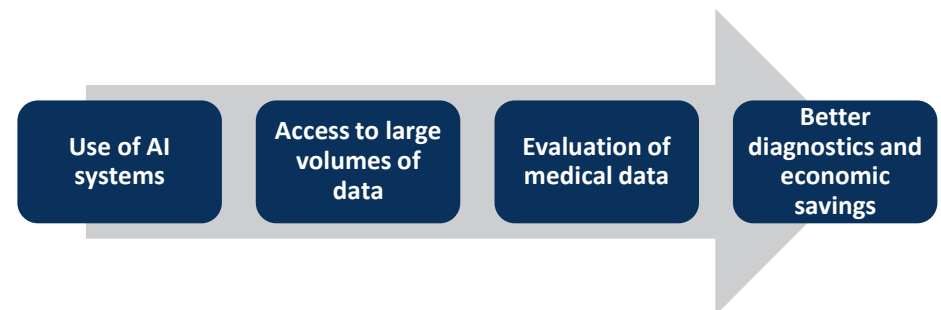 Use of AI
systems
Access to large
volumes of
data
Evaluation of
medical data
Better
diagnostics and
economic
savings